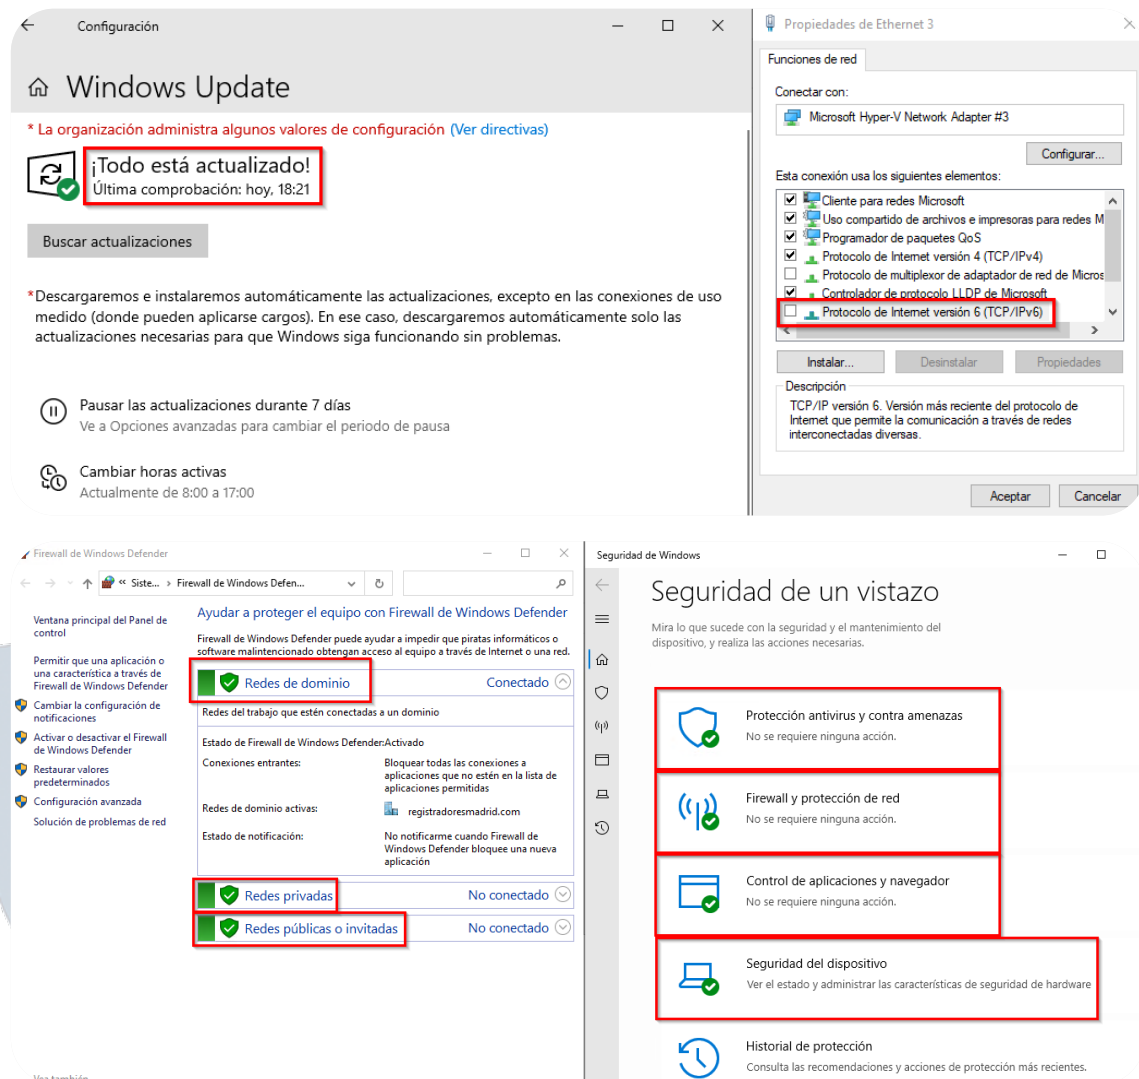 Configuración
Windows Update
* La organización administra algunos valores de configuración (Ver directivas)
¡Todo está actualizado!
Última comprobación: hoy, 18:21
Buscar actualizaciones
*Descargaremos e instalaremos automáticamente las actualizaciones, excepto en las conexiones de uso
medido (donde pueden aplicarse cargos). En ese caso, descargaremos automáticamente solo las
actualizaciones necesarias para que Windows siga funcionando sin problemas.
Pausar las actualizaciones durante 7 días
Ve a Opciones avanzadas para cambiar el periodo de pausa
Cambiar horas activas
Actualmente de 8:00 a 17:00
Propiedades de Ethernet 3
Funciones de red
Conectar con:
Microsoft Hyper-V Network Adapter #3
Configurar...
Esta conexión usa los siguientes elementos:
Cliente para redes Microsoft
Uso compartido de archivos e impresoras para redes M
Programador de paquetes QoS
Protocolo de Internet versión 4 (TCP/IPv4)
Protocolo de multiplexor de adaptador de red de Micros
Controlador de protocolo LLDP de Microsoft
Protocolo de Internet versión 6 (TCP/IPv6)
Instalar...
Desinstalar
Propiedades
Descripción
TCP/IP versión 6. Versión más reciente del protocolo de
Internet que permite la comunicación a través de redes
interconectadas diversas.
Aceptar
Cancelar
Firewall de Windows Defender
« Siste... › Firewall de Windows Defen...
Ventana principal del Panel de
control
Permitir que una aplicación o
una característica a través de
Firewall de Windows Defender
Cambiar la configuración de
notificaciones
Activar o desactivar el Firewall
de Windows Defender
Restaurar valores
predeterminados
Configuración avanzada
Solución de problemas de red
Ayudar a proteger el equipo con Firewall de Windows Defender
Firewall de Windows Defender puede ayudar a impedir que piratas informáticos o
software malintencionado obtengan acceso al equipo a través de Internet o una red.
Redes de dominio Conectado
Redes del trabajo que estén conectadas a un dominio
Estado de Firewall de Windows Defender:Activado
Conexiones entrantes: Bloquear todas las conexiones a
aplicaciones que no estén en la lista de
aplicaciones permitidas
Redes de dominio activas: registradoresmadrid.com
Estado de notificación: No notificarme cuando Firewall de
Windows Defender bloquee una nueva
aplicación
Redes privadas No conectado
Redes públicas o invitadas No conectado
Vea también
Seguridad de Windows
Seguridad de un vistazo
Mira lo que sucede con la seguridad y el mantenimiento del
dispositivo, y realiza las acciones necesarias.
Protección antivirus y contra amenazas
No se requiere ninguna acción.
Firewall y protección de red
No se requiere ninguna acción.
Control de aplicaciones y navegador
No se requiere ninguna acción.
Seguridad del dispositivo
Ver el estado y administrar las características de seguridad de hardware
Historial de protección
Consulta las recomendaciones y acciones de protección más recientes.